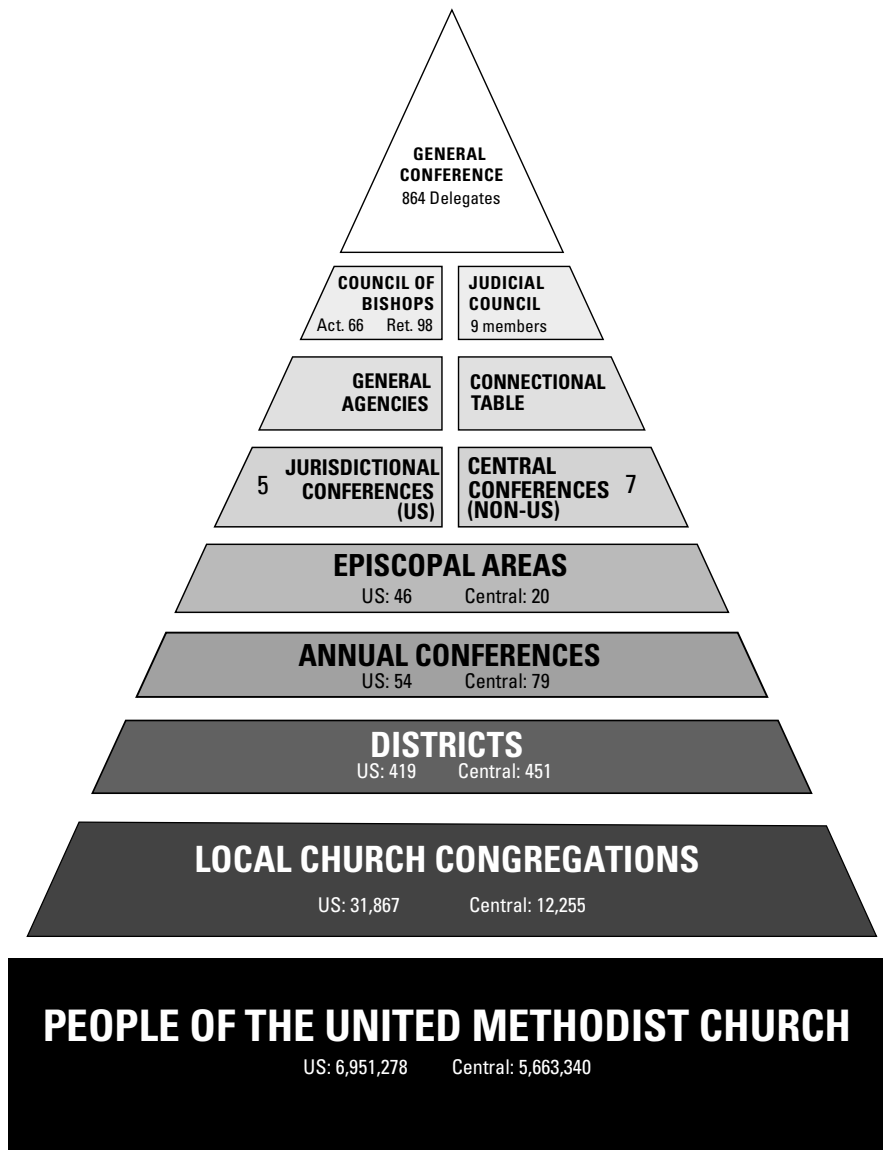 GENERAL
CONFERENCE
864 Delegates
COUNCIL OF
BISHOPS
Act. 66 Ret. 98
JUDICIAL
COUNCIL
9 members
GENERAL
AGENCIES
CONNECTIONAL
TABLE
5 JURISDICTIONAL
CONFERENCES
(US)
CENTRAL
CONFERENCES 7
(NON-US)
EPISCOPAL AREAS
US: 46 Central: 20
ANNUAL CONFERENCES
US: 54 Central: 79
DISTRICTS
US: 419 Central: 451
LOCAL CHURCH CONGREGATIONS
US: 31,867 Central: 12,255
PEOPLE OF THE UNITED METHODIST CHURCH
US: 6,951,278 Central: 5,663,340